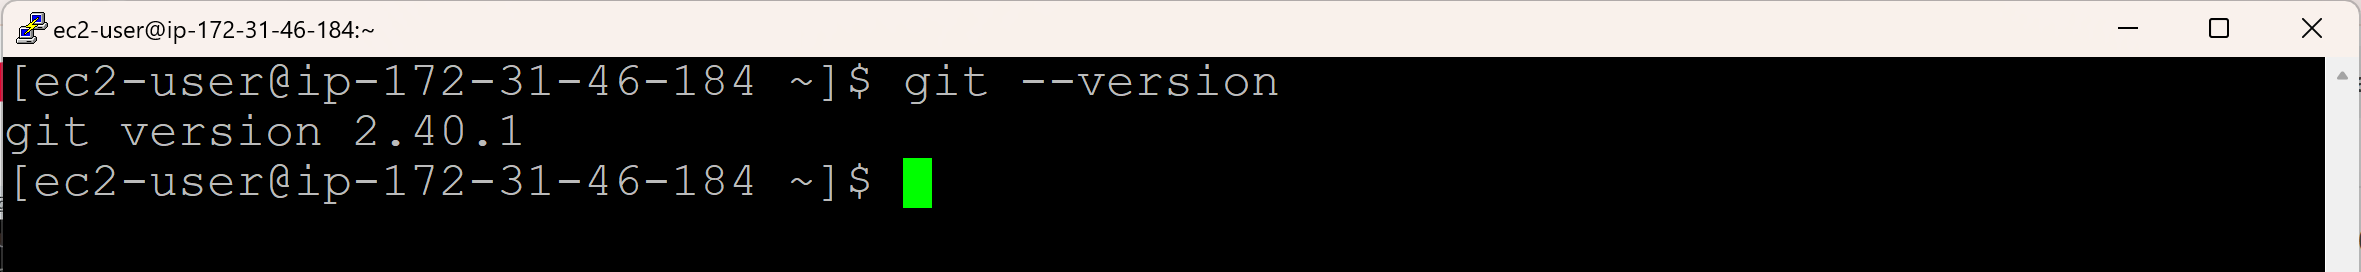 ec2-user@ip-172-31-46-184:~
[ec2-user@ip-172-31-46-184 ~]$ git --version
git version 2.40.1
[ec2-user@ip-172-31-46-184 ~]$